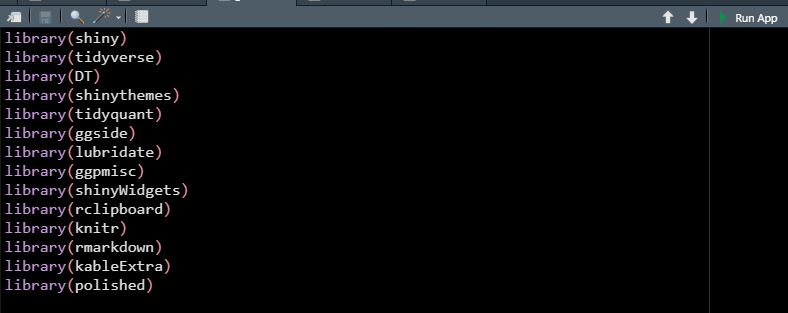 Run App
library(shiny)
library(tidyverse)
library(DT)
library(shinythemes)
library(tidyquant)
library(ggside)
library(lubridate)
library(ggpmisc)
library(shinyWidgets)
library(rclipboard)
library(knitr)
library(rmarkdown)
library(kableExtra)
library(polished)